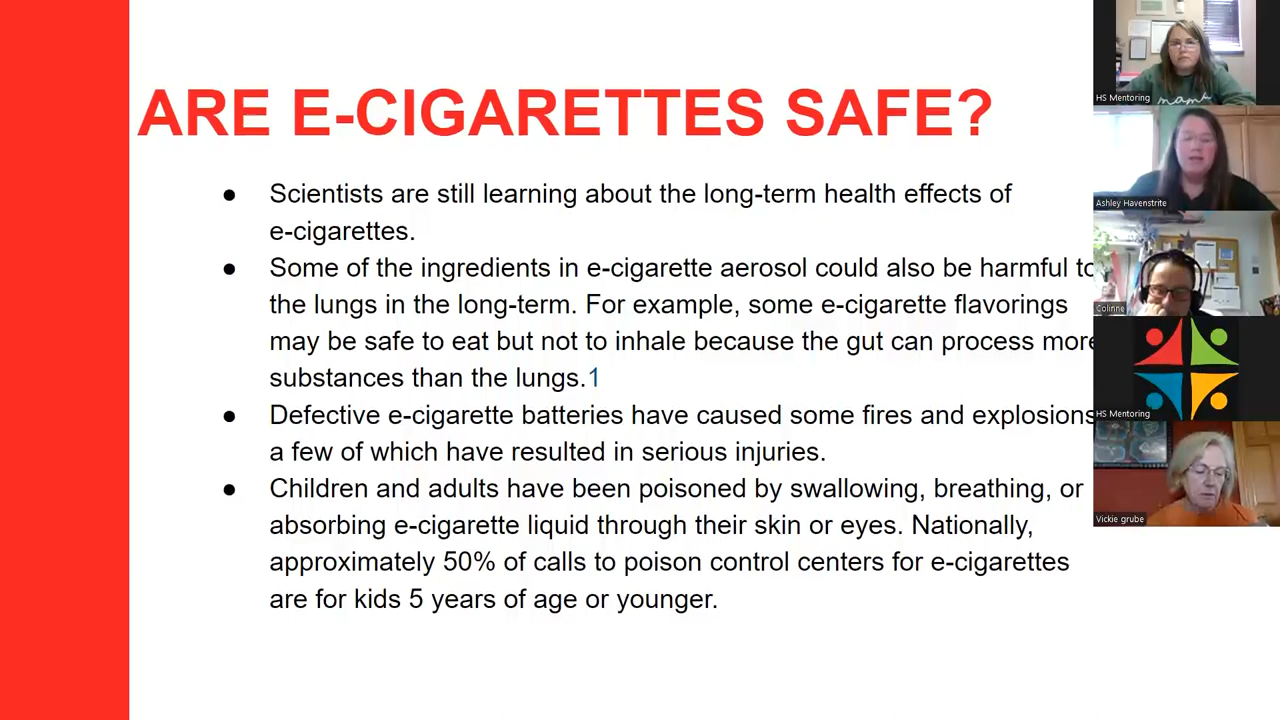 ARE E-CIGARETTES SAFE?
● Scientists are still learning about the long-term health effects of
e-cigarettes.
● Some of the ingredients in e-cigarette aerosol could also be harmful to
the lungs in the long-term. For example, some e-cigarette flavorings
may be safe to eat but not to inhale because the gut can process more
substances than the lungs.1
● Defective e-cigarette batteries have caused some fires and explosions
a few of which have resulted in serious injuries.
● Children and adults have been poisoned by swallowing, breathing, or
absorbing e-cigarette liquid through their skin or eyes. Nationally,
approximately 50% of calls to poison control centers for e-cigarettes
are for kids 5 years of age or younger.
mama
HS Mentoring
Ashley Havenstrite
Colinne
HS Mentoring
Vickie grube